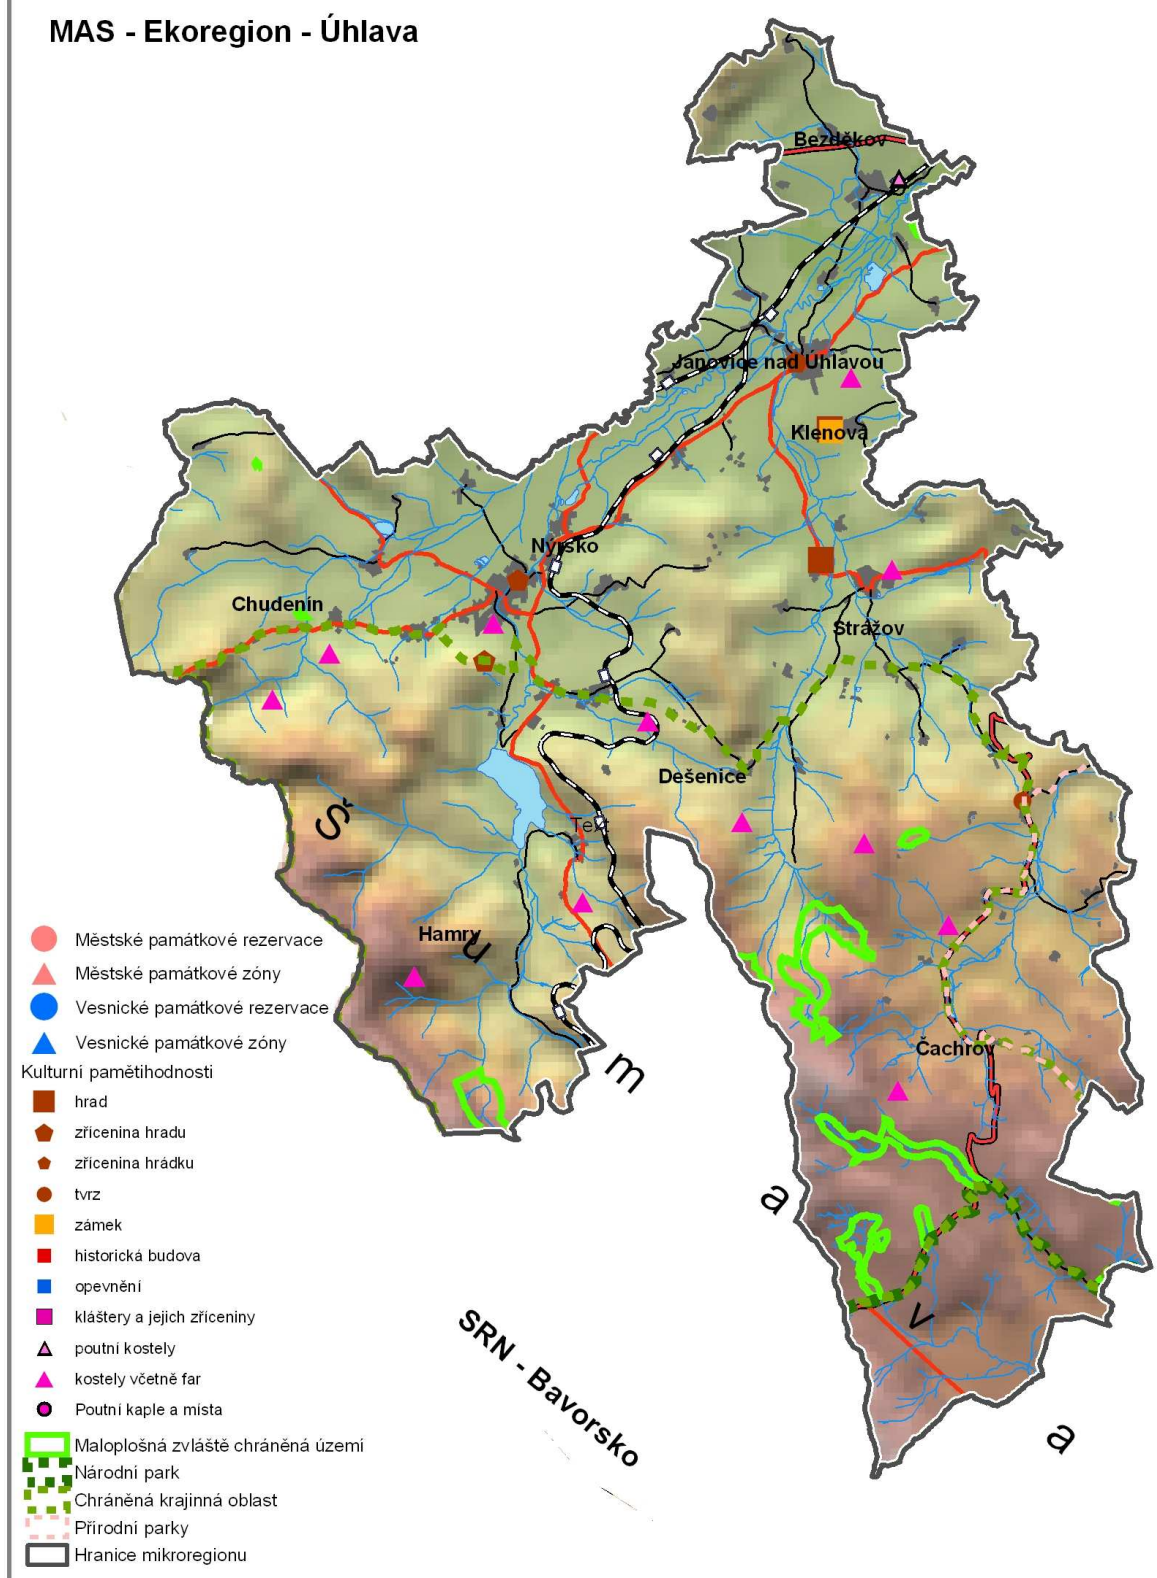 MAS - Ekoregion - Úhlava
Bezděkov
Janovice nad Úhlavou
Klenová
Nýrsko
Chudenín
Strážov
Dešenice
Š
Text
Hamry
u
Čachrov
m
a
v
a
SRN - Bavorsko
Městské památkové rezervace
Městské památkové zóny
Vesnické památkové rezervace
Vesnické památkové zóny
Kulturní pamětihodnosti
hrad
zřícenina hradu
zřícenina hrádku
tvrz
zámek
historická budova
opevnění
kláštery a jejich zříceniny
poutní kostely
kostely včetně far
Poutní kaple a místa
Maloplošná zvláště chráněná území
Národní park
Chráněná krajinná oblast
Přírodní parky
Hranice mikroregionu